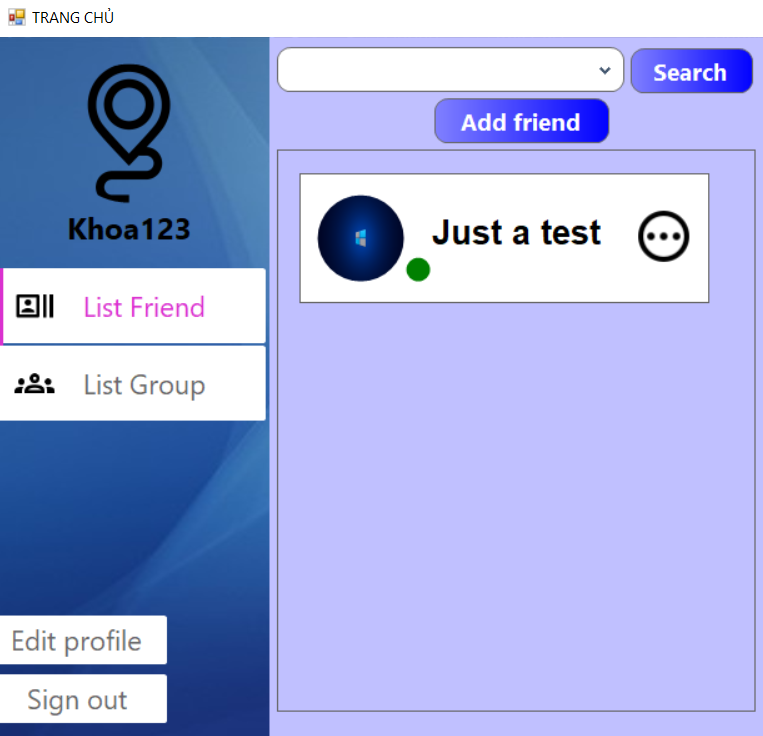 TRANG CHỦ
Khoa123
List Friend
List Group
Edit profile
Sign out
Search
Add friend
Just a test